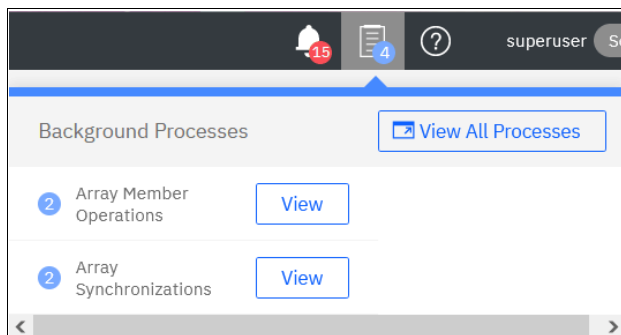 15
4
?
superuser
Background Processes
View All Processes
2
Array Member
Operations
View
2
Array
Synchronizations
View